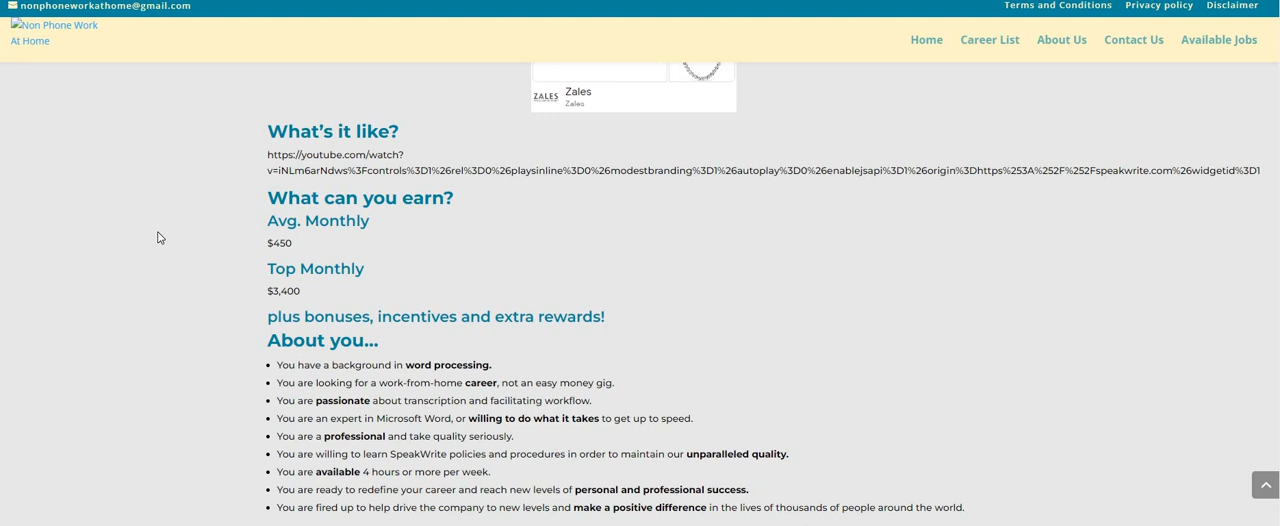 nonphoneworkathome@gmail.com Terms and Conditions Privacy policy Disclaimer
Non Phone Work
At Home
Home Career List About Us Contact Us Available Jobs
ZALES Zales
Zales
What's it like?
https://youtube.com/watch?
v=iNLm6arNdws%3Fcontrols%3D1%26rel%3D0%26playsinline%3D0%26modestbranding%3D1%26autoplay%3D0%26enablejsapi%3D1%26origin%3Dhttps%253A%252F%252Fspeakwrite.com%26widgetid%3D1
What can you earn?
Avg. Monthly
$450
Top Monthly
$3,400
plus bonuses, incentives and extra rewards!
About you...
• You have a background in word processing.
• You are looking for a work-from-home career, not an easy money gig.
• You are passionate about transcription and facilitating workflow.
• You are an expert in Microsoft Word, or willing to do what it takes to get up to speed.
• You are a professional and take quality seriously.
• You are willing to learn SpeakWrite policies and procedures in order to maintain our unparalleled quality.
• You are available 4 hours or more per week.
• You are ready to redefine your career and reach new levels of personal and professional success.
• You are fired up to help drive the company to new levels and make a positive difference in the lives of thousands of people around the world.